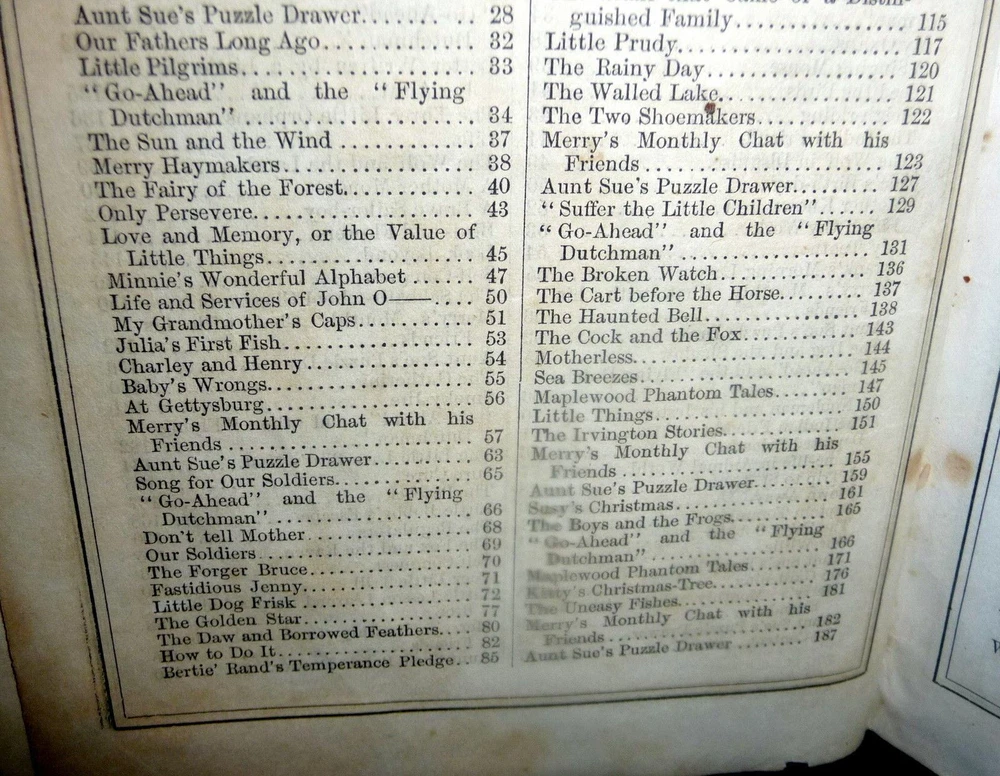 Aunt Sue's Puzzle Drawer........ .. 28
Our Fathers Long Ago............... 32
Little Pilgrims...................... 33
"Go-Ahead" and the "Flying
Dutchman" ...................... 34
The Sun and the Wind ............. 37
Merry Haymakers.................. 38
The Fairy of the Forest............. 40
Only Persevere...................... 43
Love and Memory, or the Value of
Little Things.................... 45
Minnie's Wonderful Alphabet ...... 47
Life and Services of John O—— .... 50
My Grandmother's Caps............ 51
Julia's First Fish................... 53
Charley and Henry................. 54
Baby's Wrongs..................... 55
At Gettysburg...................... 56
Merry's Monthly Chat with his
Friends ......................... 57
Aunt Sue's Puzzle Drawer.......... 63
Song for Our Soldiers.............. 65
"Go-Ahead" and the "Flying
Dutchman" ..................... 66
Don't tell Mother................... 68
Our Soldiers....................... 69
The Forger Bruce.................. 70
Fastidious Jenny................... 71
Little Dog Frisk ................... 72
The Golden Star.................... 77
The Daw and Borrowed Feathers.... 80
How to Do It....................... 82
Bertie' Rand's Temperance Pledge.. 85
guished Family................... 115
Little Prudy........................ 117
The Rainy Day..................... 120
The Walled Lake.................... 121
The Two Shoemakers............... 122
Merry's Monthly Chat with his
Friends ......................... 123
Aunt Sue's Puzzle Drawer.......... 127
"Suffer the Little Children"....... 129
"Go-Ahead" and the "Flying
Dutchman" ..................... 131
The Broken Watch.................. 136
The Cart before the Horse.......... 137
The Haunted Bell................... 138
The Cock and the Fox.............. 143
Motherless......................... 144
Sea Breezes........................ 145
Maplewood Phantom Tales......... 147
Little Things....................... 150
The Irvington Stories............... 151
Merry's Monthly Chat with his
Friends ......................... 155
Aunt Sue's Puzzle Drawer.......... 159
Susy's Christmas................... 161
The Boys and the Frogs............ 165
"Go-Ahead" and the "Flying
Dutchman" ..................... 166
Maplewood Phantom Tales......... 171
Kitty's Christmas-Tree.............. 176
The Uneasy Fishes.................. 181
Merry's Monthly Chat with his
Friends ......................... 182
Aunt Sue's Puzzle Drawer ......... 187